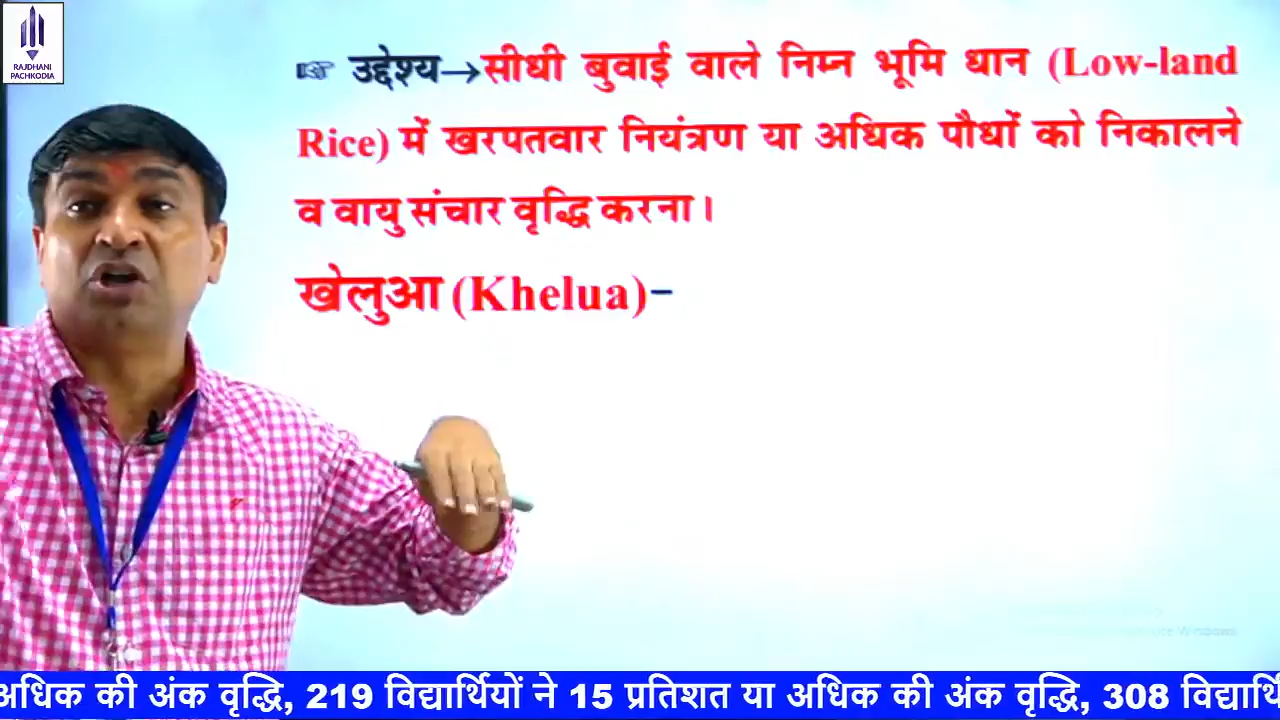 RAJDHANI
PACHKODIA
☞ उद्देश्य→सीधी बुवाई वाले निम्न भूमि धान (Low-land
Rice) में खरपतवार नियंत्रण या अधिक पौधों को निकालने
व वायु संचार वृद्धि करना।
खेलुआ (Khelua)–
Windows
अधिक की अंक वृद्धि, 219 विद्यार्थियों ने 15 प्रतिशत या अधिक की अंक वृद्धि, 308